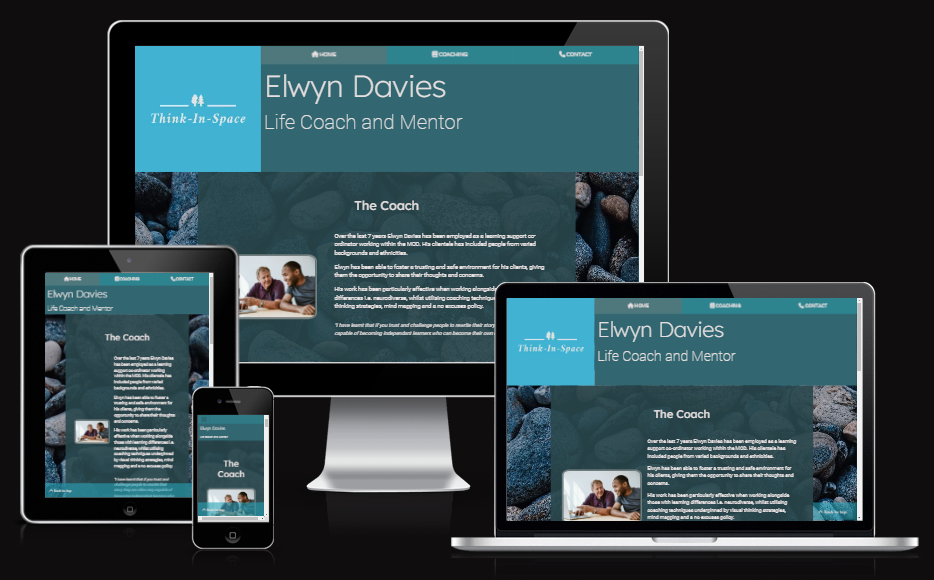 HOME COACHING CONTACT
Think-In-Space
Elwyn Davies
Life Coach and Mentor
The Coach
Over the last 7 years Elwyn Davies has been employed as a learning support co-
ordinator working within the MOD. His clientele has included people from varied
backgrounds and ethnicities.
Elwyn has been able to foster a trusting and safe environment for his clients, giving
them the opportunity to share their thoughts and concerns.
His work has been particularly effective when working alongside
differences i.e. neurodiverse, whilst utilising coaching techniques
thinking strategies, mind mapping and a no excuses policy.
'I have learnt that if you trust and challenge people to rewrite their story
capable of becoming independent learners who can become their own
HOME COACHING CONTACT
Elwyn Davies
Life Coach and Mentor
The Coach
Over the last 7 years Elwyn Davies
has been employed as a learning
support co-ordinator working
within the MOD. His clientele has
included people from varied
backgrounds and ethnicities.
Elwyn has been able to foster a
trusting and safe environment for
his clients, giving them the
opportunity to share their thoughts
and concerns.
His work has been particularly
effective when working alongside
those with learning differences i.e.
neurodiverse, whilst utilising
coaching techniques underpinned
by visual thinking strategies, mind
mapping and a no excuses policy.
'I have learnt that if you trust and
challenge people to rewrite their
story they are also very capable of
Back to top
Elwyn Davies
Life Coach and Mentor
The
Coach
HOME COACHING CONTACT
Think-In-Space
Elwyn Davies
Life Coach and Mentor
The Coach
Over the last 7 years Elwyn Davies has been employed as a learning
support co-ordinator working within the MOD. His clientele has
included people from varied backgrounds and ethnicities.
Elwyn has been able to foster a trusting and safe environment for his
clients, giving them the opportunity to share their thoughts and
concerns.
His work has been particularly effective when working alongside
those with learning differences i.e. neurodiverse, whilst utilising
coaching techniques underpinned by visual thinking strategies,
mind mapping and a no excuses policy.
Back to top